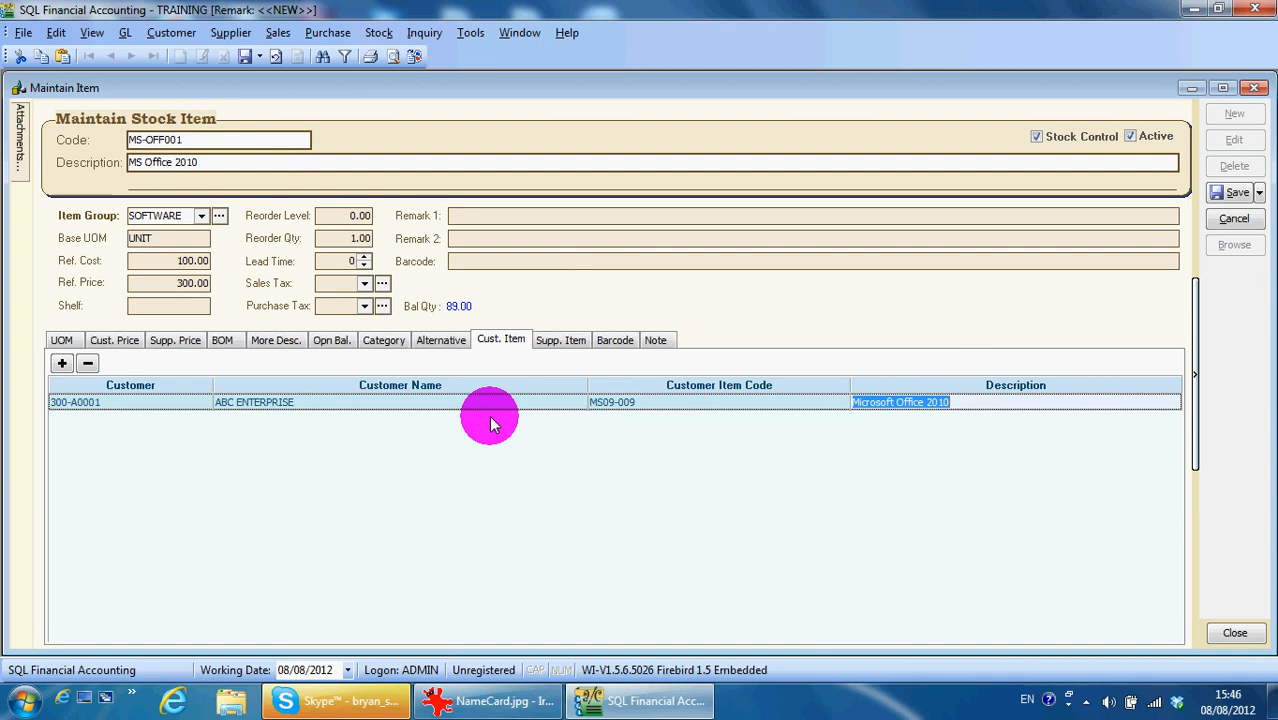 SQL Financial Accounting - TRAINING [Remark: <<NEW>>]
File Edit View GL Customer Supplier Sales Purchase Stock Inquiry Tools Window Help
Maintain Item
Attachments...
Maintain Stock Item
Code: MS-OFF001
Stock Control Active
Description: MS Office 2010
Item Group: SOFTWARE Reorder Level: 0.00 Remark 1:
Base UOM UNIT Reorder Qty: 1.00 Remark 2:
Ref. Cost: 100.00 Lead Time: 0 Barcode:
Ref. Price: 300.00 Sales Tax:
Shelf: Purchase Tax: Bal Qty : 89.00
New
Edit
Delete
Save
Cancel
Browse
UOM Cust. Price Supp. Price BOM More Desc. Opn Bal. Category Alternative Cust. Item Supp. Item Barcode Note
Customer Customer Name Customer Item Code Description
300-A0001 ABC ENTERPRISE MS09-009 Microsoft Office 2010
Close
SQL Financial Accounting Working Date: 08/08/2012 Logon: ADMIN Unregistered CAP NUM WI-V1.5.6.5026 Firebird 1.5 Embedded
Skype™ - bryan_s... NameCard.jpg - Ir... SQL Financial Acc... EN 15:46
08/08/2012